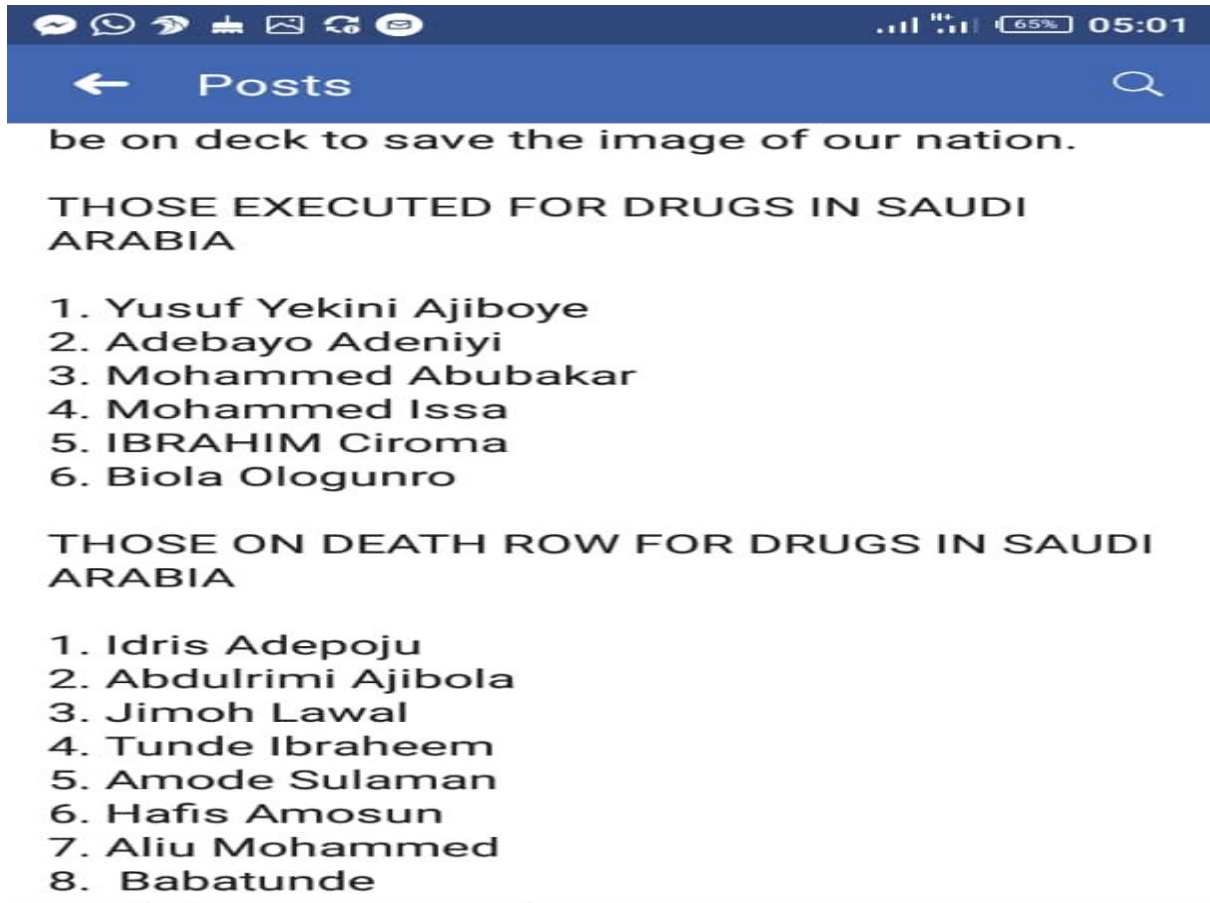 65% 05:01
Posts
be on deck to save the image of our nation.
THOSE EXECUTED FOR DRUGS IN SAUDI
ARABIA
1. Yusuf Yekini Ajiboye
2. Adebayo Adeniyi
3. Mohammed Abubakar
4. Mohammed Issa
5. IBRAHIM Ciroma
6. Biola Ologunro
THOSE ON DEATH ROW FOR DRUGS IN SAUDI
ARABIA
1. Idris Adepoju
2. Abdulrimi Ajibola
3. Jimoh Lawal
4. Tunde Ibraheem
5. Amode Sulaman
6. Hafis Amosun
7. Aliu Mohammed
8.  Babatunde